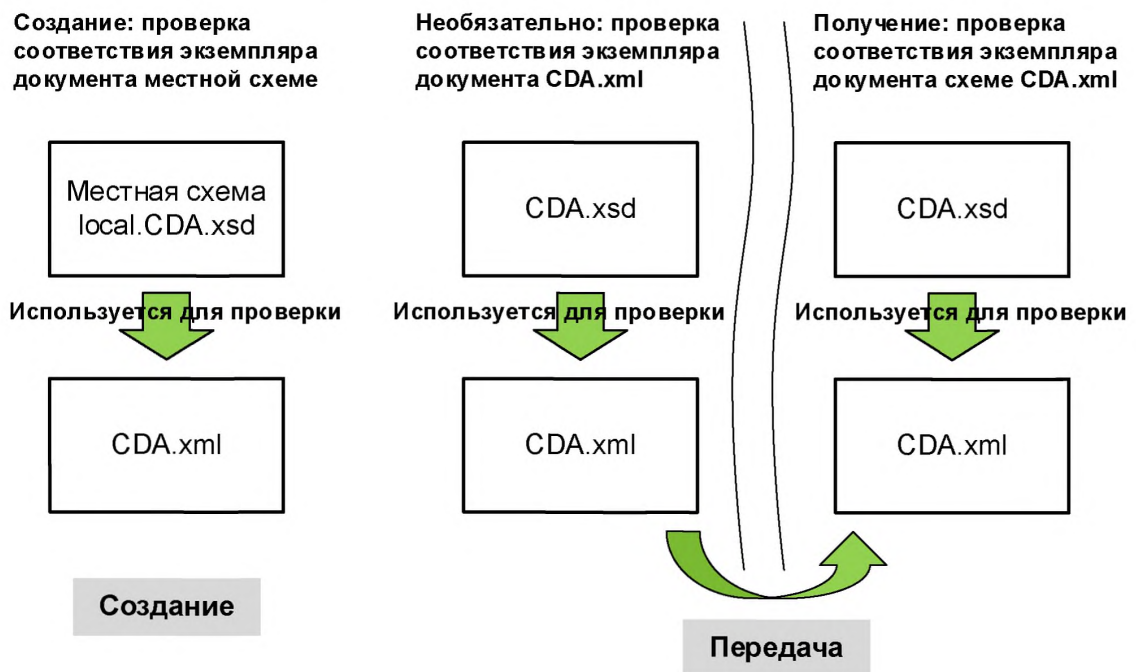 Создание: проверка
соответствия экземпляра
документа местной схеме
Необязательно: проверка
соответствия экземпляра
документа CDA.xml
Получение: проверка
соответствия экземпляра
документа схеме CDA.xml
Местная схема
local.CDA.xsd
CDA.xsd
CDA.xsd
Используется для проверки
Используется для проверки
Используется для проверки
CDA.xml
CDA.xml
CDA.xml
Создание
Передача